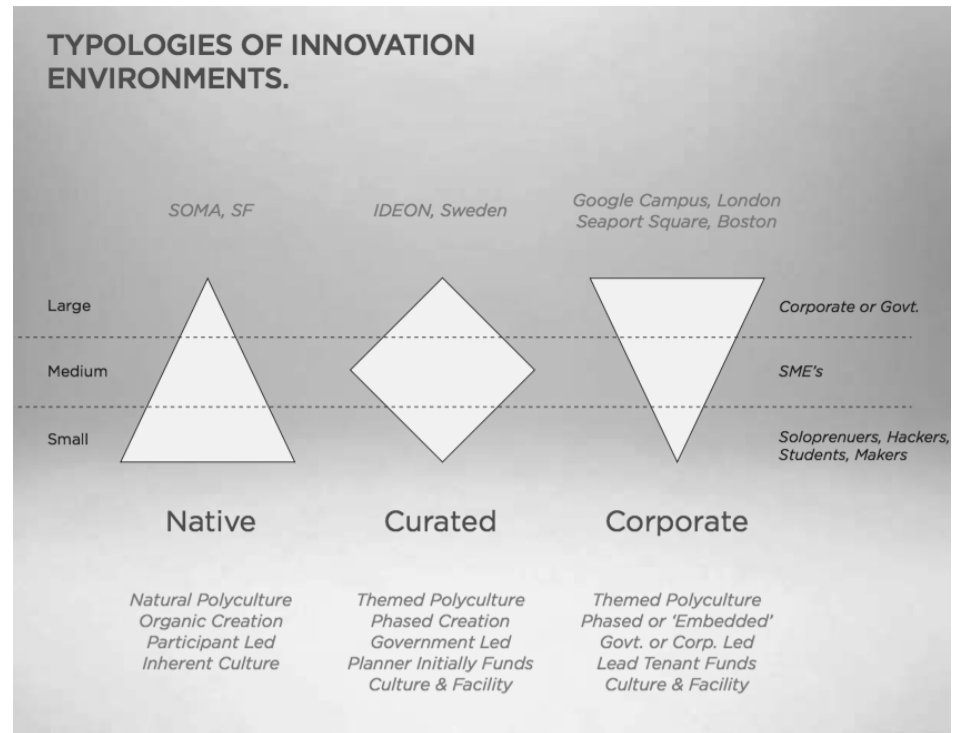 TYPOLOGIES OF INNOVATION
ENVIRONMENTS.
SOMA, SF
IDEON, Sweden
Google Campus, London
Seaport Square, Boston
Large
Corporate or Govt.
Medium
SME's
Small
Soloprenuers, Hackers,
Students, Makers
Native
Curated
Corporate
Natural Polyculture
Organic Creation
Participant Led
Inherent Culture
Themed Polyculture
Phased Creation
Government Led
Planner Initially Funds
Culture & Facility
Themed Polyculture
Phased or 'Embedded'
Govt. or Corp. Led
Lead Tenant Funds
Culture & Facility